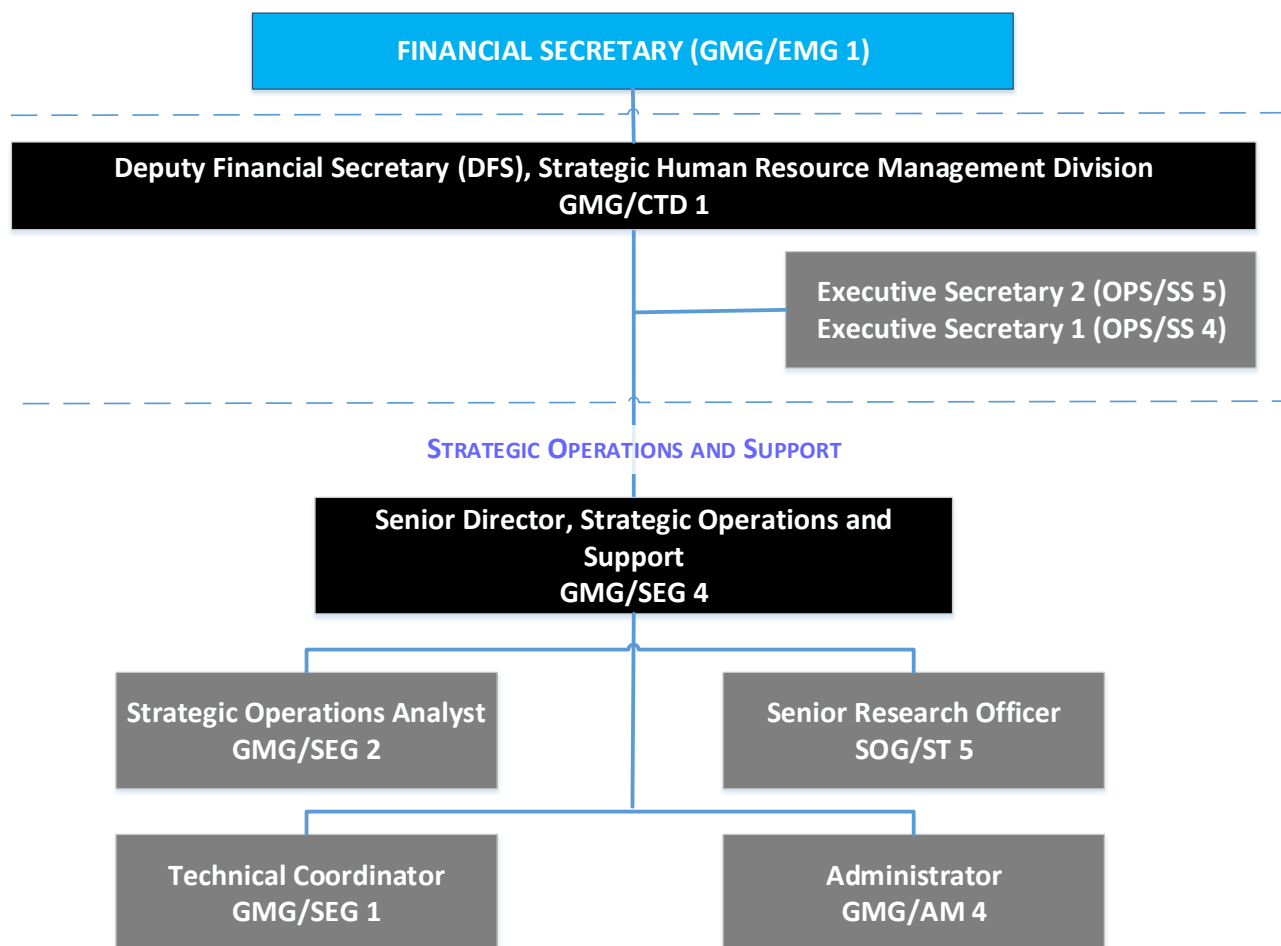 FINANCIAL SECRETARY (GMG/EMG 1)
Deputy Financial Secretary (DFS), Strategic Human Resource Management Division
GMG/CTD 1
Executive Secretary 2 (OPS/SS 5)
Executive Secretary 1 (OPS/SS 4)
STRATEGIC OPERATIONS AND SUPPORT
Senior Director, Strategic Operations and
Support
GMG/SEG 4
Strategic Operations Analyst
GMG/SEG 2
Senior Research Officer
SOG/ST 5
Technical Coordinator
GMG/SEG 1
Administrator
GMG/AM 4